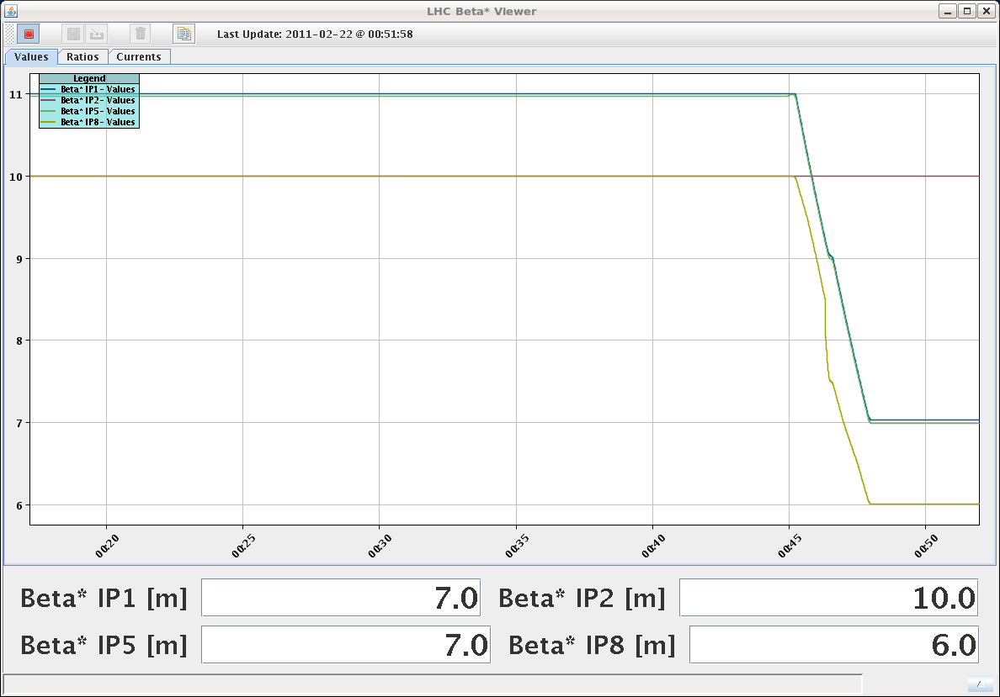 LHC Beta* Viewer
Last Update: 2011-02-22 @ 00:51:58
Values Ratios Currents
Legend
Beta* IP1 - Values
Beta* IP2 - Values
Beta* IP5 - Values
Beta* IP8 - Values
11
10
9
8
7
6
00:20 00:25 00:30 00:35 00:40 00:45 00:50
Beta* IP1 [m] 7.0 Beta* IP2 [m] 10.0
Beta* IP5 [m] 7.0 Beta* IP8 [m] 6.0